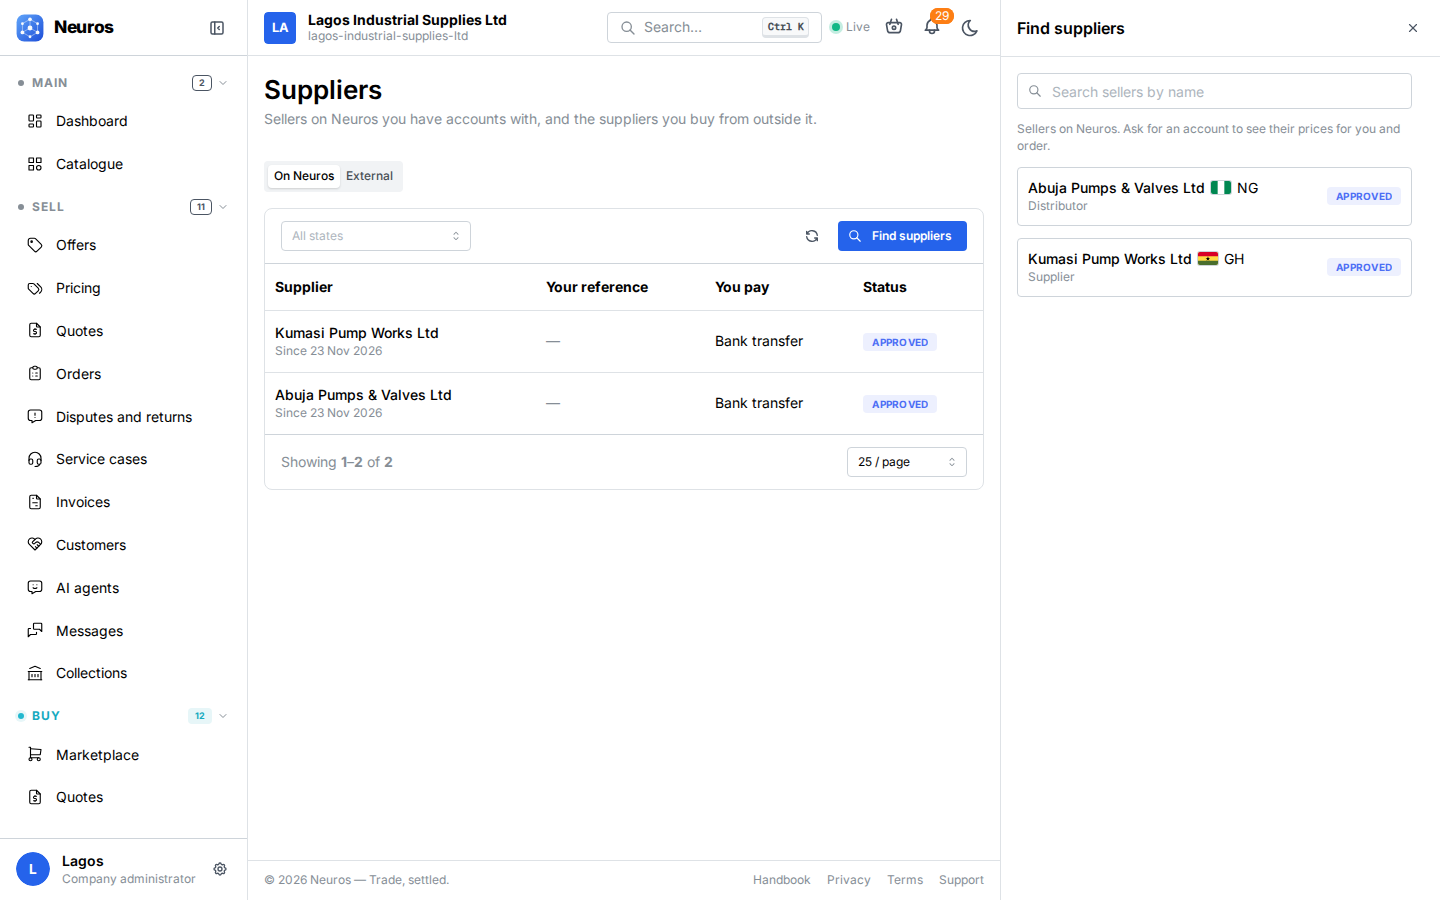 Neuros
MAIN
2
Dashboard
Catalogue
SELL
11
Offers
Pricing
Quotes
Orders
Disputes and returns
Service cases
Invoices
Customers
AI agents
Messages
Collections
BUY
12
Marketplace
Quotes
L
Lagos
Company administrator
LA
Lagos Industrial Supplies Ltd
lagos-industrial-supplies-ltd
Search...
Ctrl K
Live
29
Suppliers
Sellers on Neuros you have accounts with, and the suppliers you buy from outside it.
On Neuros
External
All states
Find suppliers
Supplier
Your reference
You pay
Status
Kumasi Pump Works Ltd
Since 23 Nov 2026
—
Bank transfer
APPROVED
Abuja Pumps & Valves Ltd
Since 23 Nov 2026
—
Bank transfer
APPROVED
Showing 1–2 of 2
25 / page
© 2026 Neuros — Trade, settled.
Handbook
Privacy
Terms
Support
Find suppliers
Search sellers by name
Sellers on Neuros. Ask for an account to see their prices for you and
order.
Abuja Pumps & Valves Ltd NG
Distributor
APPROVED
Kumasi Pump Works Ltd GH
Supplier
APPROVED